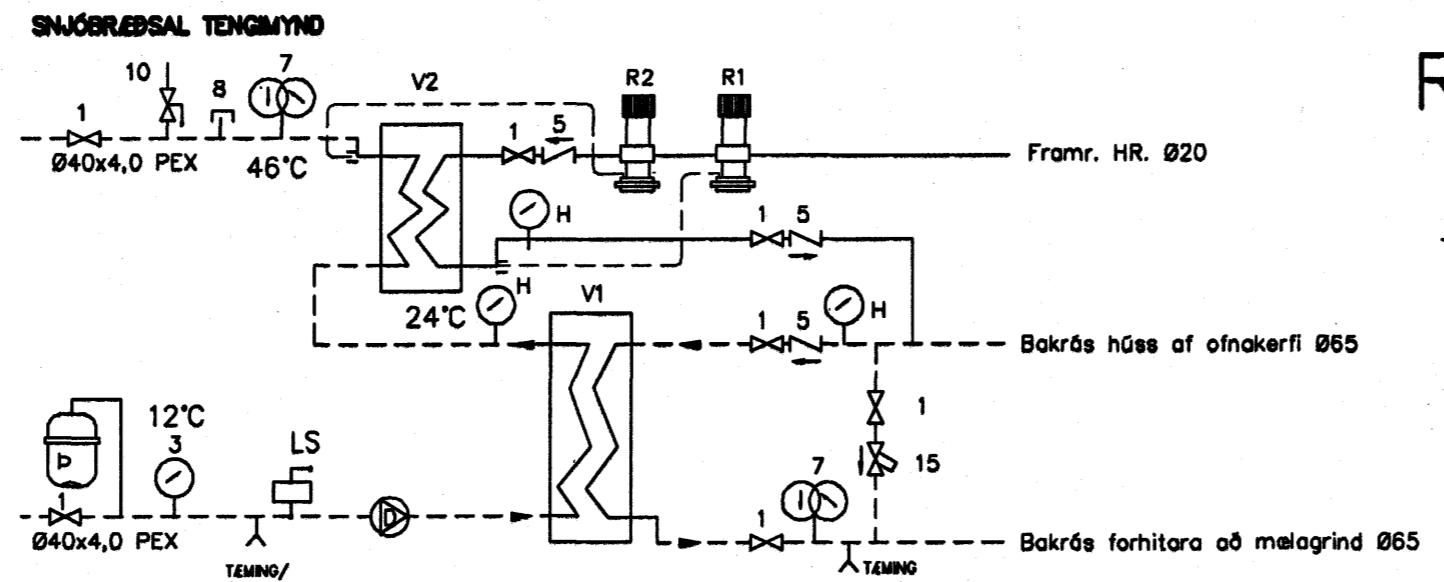 SNJÓBRÆÐSAL TENGIMYND
10
8
7
V2
R2
R1
1
1
5
Ø40x4,0 PEX
46°C
Framr. HR. Ø20
H
1
5
H
24°C
V1
1
5
H
Bakrás húss af ofnakerfi Ø65
12°C
3
LS
Þ
1
1
15
7
D
1
Ø40x4,0 PEX
Bakrás forhitara að mælagrind Ø65
TÆMING/
TÆMING